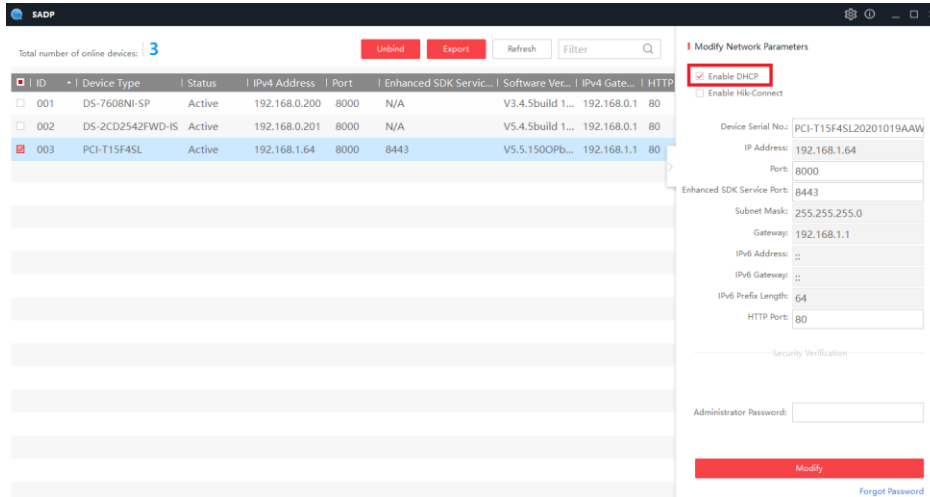 SADP
Total number of online devices: 3
Unbind
Export
Refresh
Filter
ID Device Type Status IPv4 Address Port Enhanced SDK Servic... Software Ver... IPv4 Gate... HTTP
001 DS-7608NI-SP Active 192.168.0.200 8000 N/A V3.4.5build 1... 192.168.0.1 80
002 DS-2CD2542FWD-IS Active 192.168.0.201 8000 N/A V5.4.5build 1... 192.168.0.1 80
003 PCI-T15F4SL Active 192.168.1.64 8000 8443 V5.5.150OPb... 192.168.1.1 80
Modify Network Parameters
Enable DHCP
Enable Hik-Connect
Device Serial No.: PCI-T15F4SL20201019AAW
IP Address: 192.168.1.64
Port: 8000
Enhanced SDK Service Port: 8443
Subnet Mask: 255.255.255.0
Gateway: 192.168.1.1
IPv6 Address: ::
IPv6 Gateway: ::
IPv6 Prefix Length: 64
HTTP Port: 80
Security Verification
Administrator Password:
Modify
Forgot Password